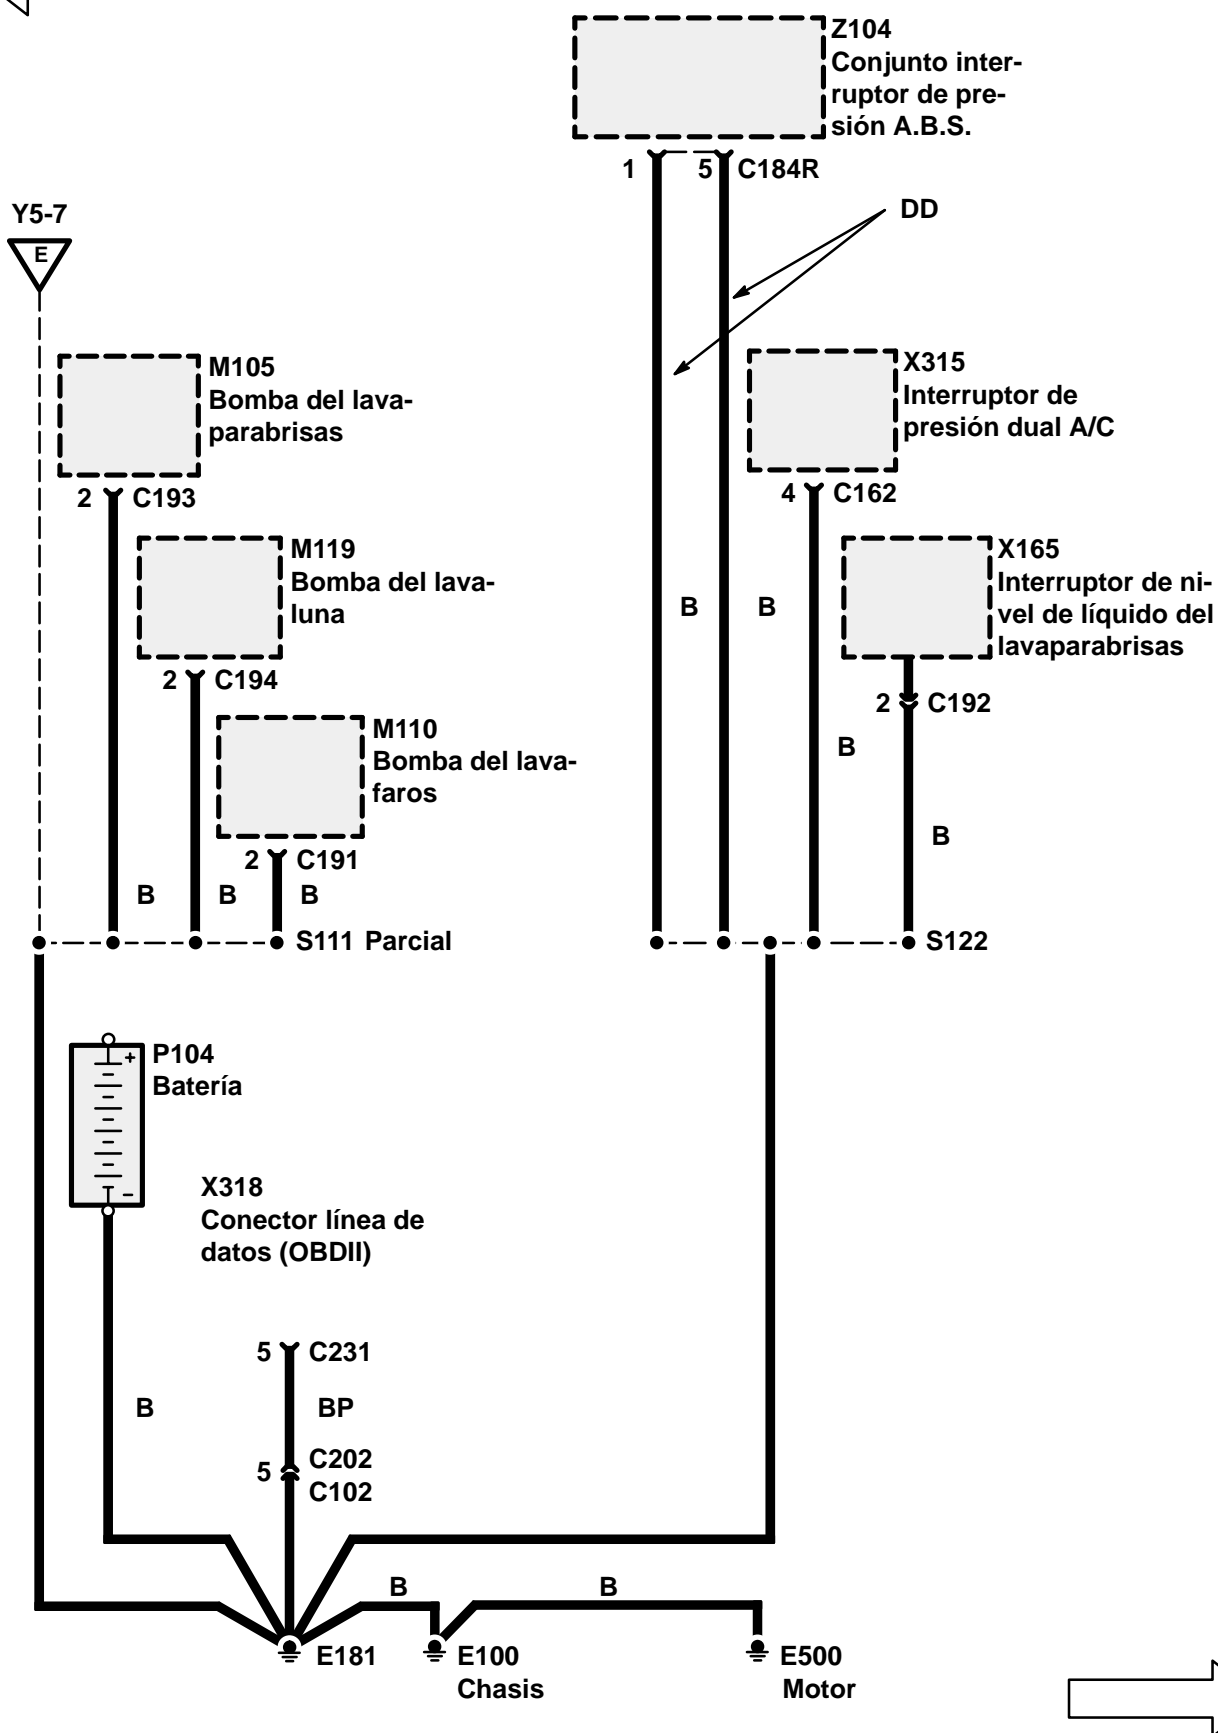 Z104
Conjunto inter-
ruptor de pre-
sión A.B.S.
1 5 C184R
DD
Y5-7
E
M105
Bomba del lava-
parabrisas
2 C193
X315
Interruptor de
presión dual A/C
4 C162
M119
Bomba del lava-
luna
2 C194
X165
Interruptor de ni-
vel de líquido del
lavaparabrisas
2 C192
B B
M110
Bomba del lava-
faros
2 C191
B
B
B B B
S111 Parcial
S122
P104
Batería
+
–
X318
Conector línea de
datos (OBDII)
5 C231
B BP
5 C202
C102
B B
E181
E100
Chasis
E500
Motor